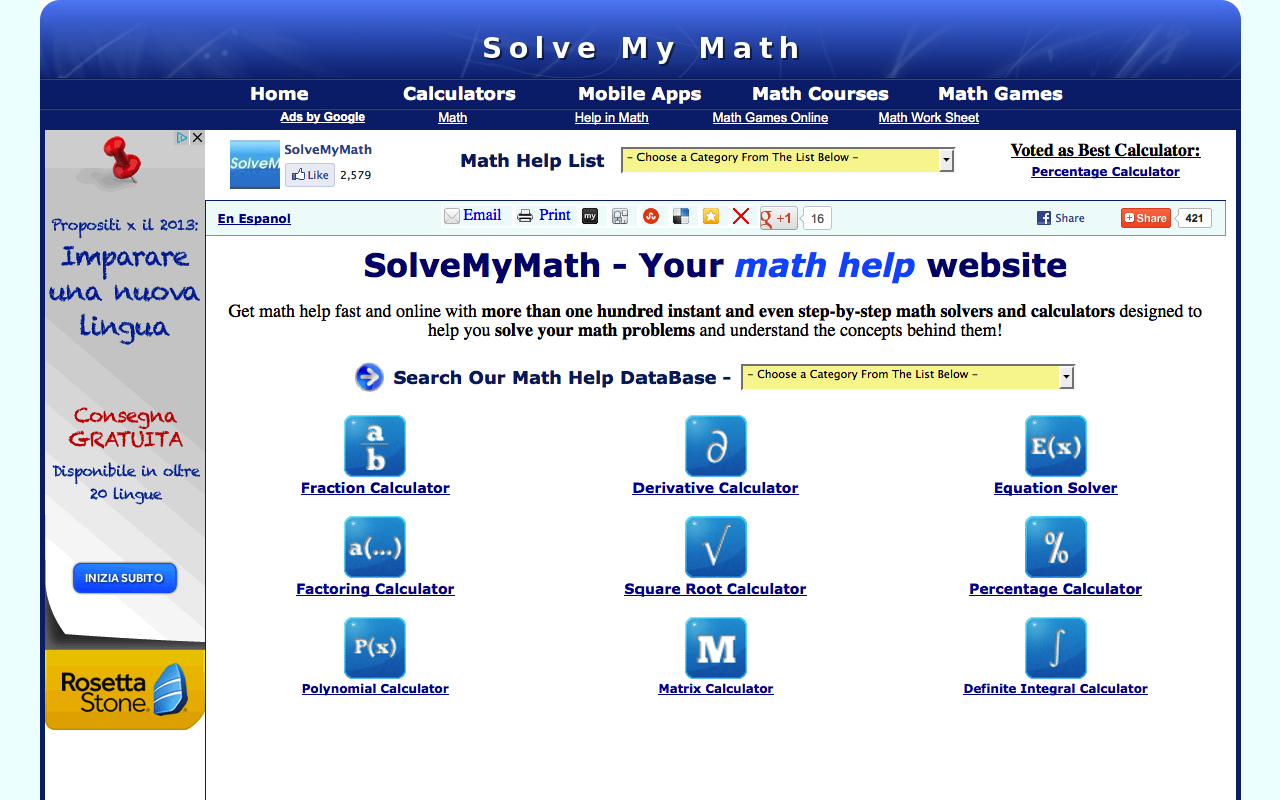 Solve My Math
Home Calculators Mobile Apps Math Courses Math Games
Ads by Google Math Help in Math Math Games Online Math Work Sheet
Propositi x il 2013:
Imparare
una nuova
lingua
Consegna
GRATUITA
Disponibile in oltre
20 lingue
INIZIA SUBITO
Rosetta
Stone
SolveM
SolveMyMath
Like 2,579
Math Help List
- Choose a Category From The List Below -
Voted as Best Calculator:
Percentage Calculator
En Espanol
Email Print my +1 16
Share Share 421
SolveMyMath - Your math help website
Get math help fast and online with more than one hundred instant and even step-by-step math solvers and calculators designed to
help you solve your math problems and understand the concepts behind them!
Search Our Math Help DataBase -
- Choose a Category From The List Below -
a
b
∂
E(x)
Fraction Calculator Derivative Calculator Equation Solver
a(...) √ %
Factoring Calculator Square Root Calculator Percentage Calculator
P(x) M ∫
Polynomial Calculator Matrix Calculator Definite Integral Calculator